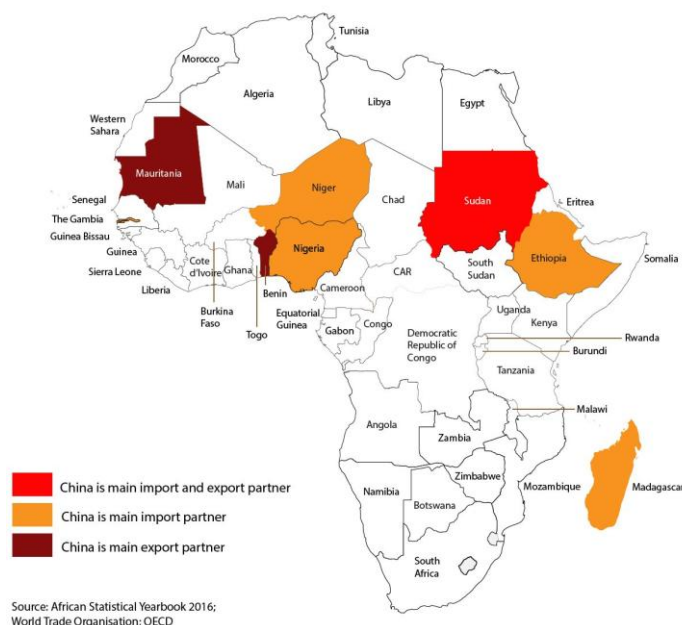 Tunisia
Morocco
Algeria
Libya
Egypt
Western
Sahara
Mauritania
Mali
Niger
Chad
Sudan
Eritrea
Senegal
The Gambia
Guinea Bissau
Guinea
Sierra Leone
Liberia
Cote
d'Ivoire
Ghana
Burkina
Faso
Togo
Benin
Nigeria
Cameroon
Equatorial
Guinea
CAR
South
Sudan
Ethiopia
Somalia
Gabon
Congo
Democratic
Republic of
Congo
Uganda
Kenya
Rwanda
Burundi
Tanzania
Malawi
Angola
Zambia
Zimbabwe
Mozambique
Madagascar
Namibia
Botswana
South
Africa
China is main import and export partner
China is main import partner
China is main export partner
Source: African Statistical Yearbook 2016;
World Trade Organisation; OECD